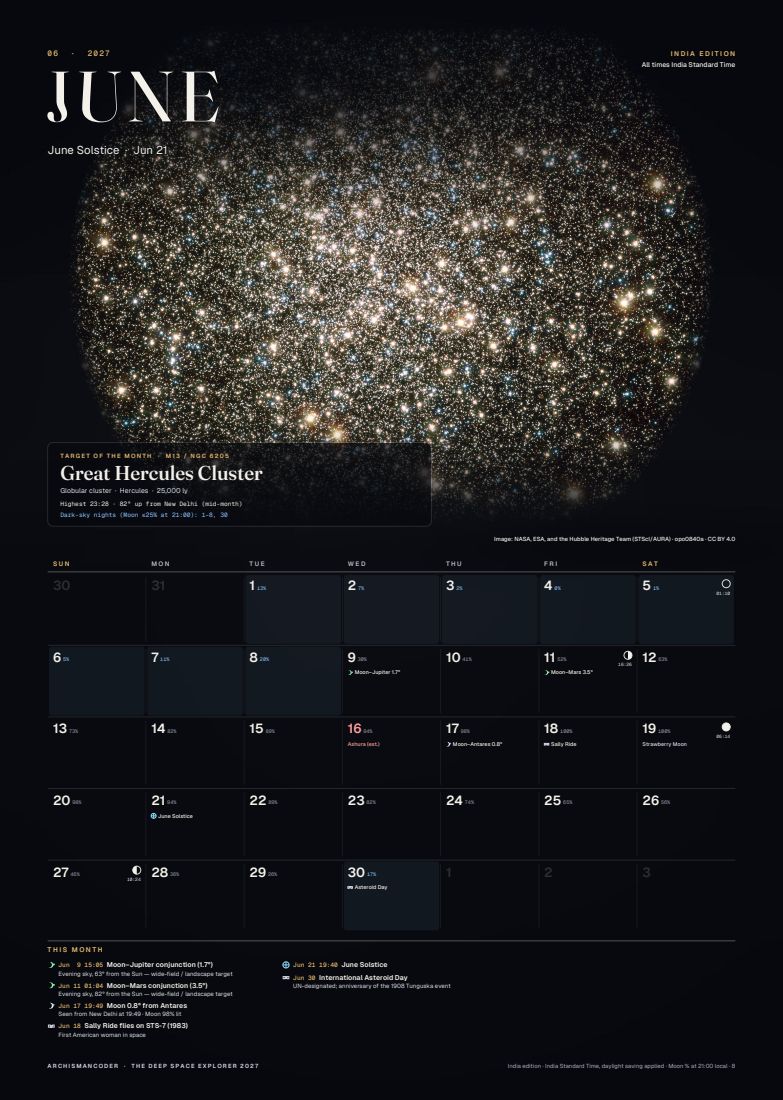 06 · 2027
JUNE
June Solstice · Jun 21
INDIA EDITION
All times India Standard Time
TARGET OF THE MONTH · M13 / NGC 6205
Great Hercules Cluster
Globular cluster · Hercules · 25,000 ly
Highest 23:28 · 82° up from New Delhi (mid-month)
Dark-sky nights (Moon ≤25% at 21:00): 1–8, 30
Image: NASA, ESA, and the Hubble Heritage Team (STScI/AURA) · opo0840a · CC BY 4.0
SUN MON TUE WED THU FRI SAT
30 31 1 13% 2 7% 3 2% 4 0% 5 1%
01:10
6 5% 7 11% 8 20% 9 30% 10 41% 11 52% 12 63%
16:26
Moon–Jupiter 1.7° Moon–Mars 3.5°
13 73% 14 82% 15 89% 16 94% 17 98% 18 100% 19 100%
06:14
Ashura (est.) Moon–Antares 0.8° Sally Ride Strawberry Moon
20 98% 21 94% 22 89% 23 82% 24 74% 25 65% 26 56%
June Solstice
27 46% 28 36% 29 26% 30 17% 1 2 3
10:24
Asteroid Day
THIS MONTH
Jun 9 15:05 Moon–Jupiter conjunction (1.7°)
Evening sky, 63° from the Sun — wide-field / landscape target
Jun 11 01:04 Moon–Mars conjunction (3.5°)
Evening sky, 82° from the Sun — wide-field / landscape target
Jun 17 19:49 Moon 0.8° from Antares
Seen from New Delhi at 19:49 · Moon 98% lit
Jun 18 Sally Ride flies on STS-7 (1983)
First American woman in space
Jun 21 19:40 June Solstice
Jun 30 International Asteroid Day
UN-designated; anniversary of the 1908 Tunguska event
ARCHISMANCODER · THE DEEP SPACE EXPLORER 2027
India edition · India Standard Time, daylight saving applied · Moon % at 21:00 local · 8